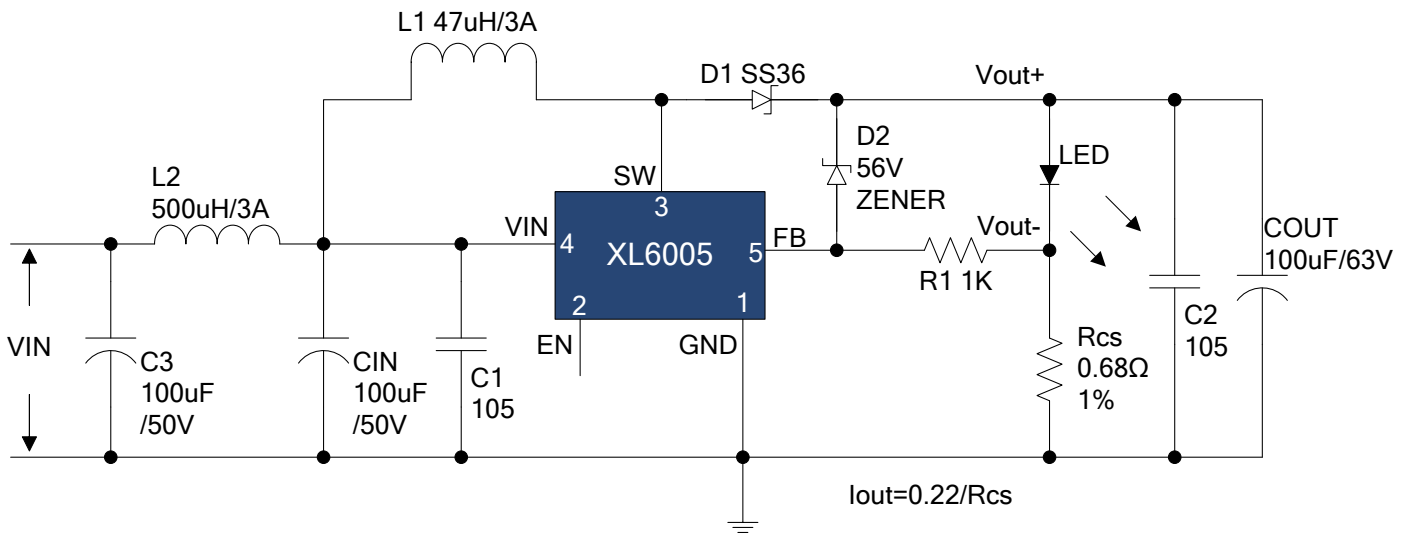 L1 47uH/3A
D1 SS36
Vout+
L2
500uH/3A
SW
3
D2
56V
ZENER
LED
VIN
4
XL6005
5
FB
Vout-
R1 1K
COUT
100uF/63V
2
1
EN
GND
VIN
C3
100uF
/50V
CIN
100uF
/50V
C1
105
Rcs
0.68Ω
1%
C2
105
Iout=0.22/Rcs